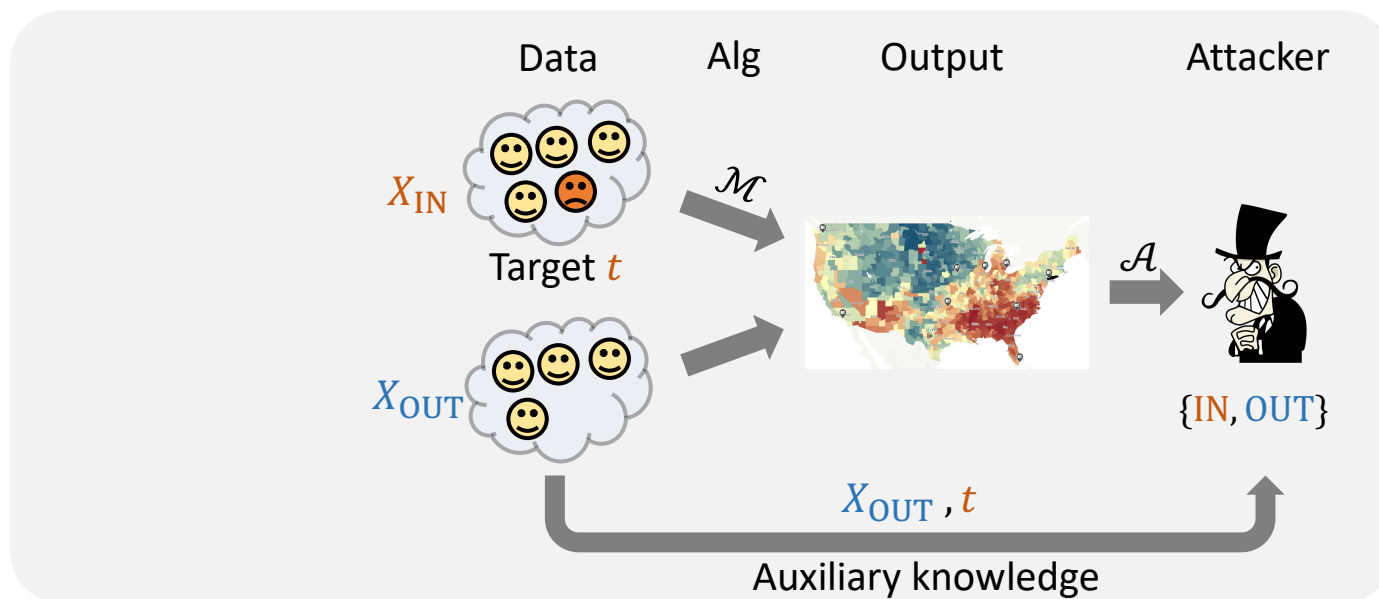 Data Alg Output Attacker
X_IN
ℳ
𝒜
Target t
X_OUT
{IN, OUT}
X_OUT , t
Auxiliary knowledge